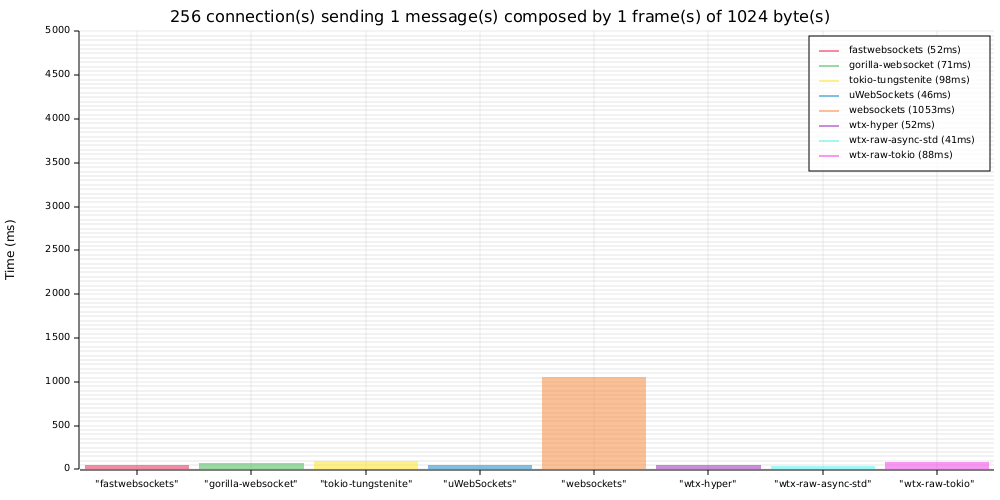 256 connection(s) sending 1 message(s) composed by 1 frame(s) of 1024 byte(s)
Time (ms)
5000
4500
4000
3500
3000
2500
2000
1500
1000
500
0
fastwebsockets (52ms)
gorilla-websocket (71ms)
tokio-tungstenite (98ms)
uWebSockets (46ms)
websockets (1053ms)
wtx-hyper (52ms)
wtx-raw-async-std (41ms)
wtx-raw-tokio (88ms)
"fastwebsockets" "gorilla-websocket" "tokio-tungstenite" "uWebSockets" "websockets" "wtx-hyper" "wtx-raw-async-std" "wtx-raw-tokio"